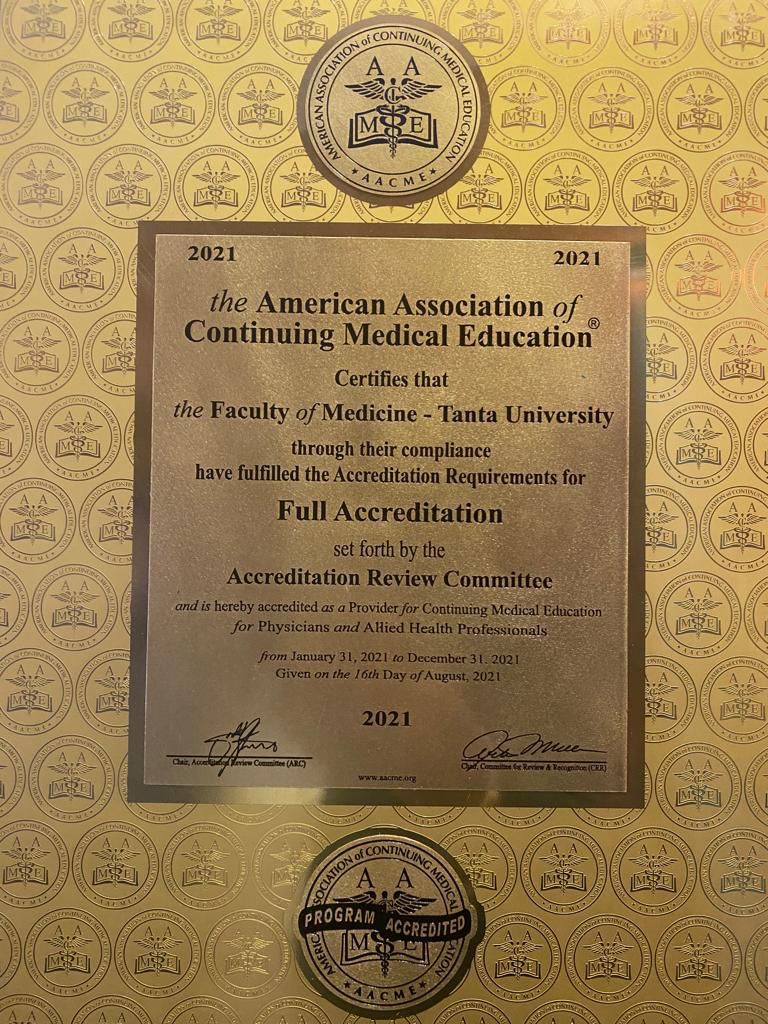 AMERICAN ASSOCIATION of CONTINUING MEDICAL EDUCATION
A A
C
M E
★ AACME ★
2021 2021
the American Association of
Continuing Medical Education®
Certifies that
the Faculty of Medicine - Tanta University
through their compliance
have fulfilled the Accreditation Requirements for
Full Accreditation
set forth by the
Accreditation Review Committee
and is hereby accredited as a Provider for Continuing Medical Education
for Physicians and Allied Health Professionals
from January 31, 2021 to December 31. 2021
Given on the 16th Day of August, 2021
2021
Chair, Accreditation Review Committee (ARC)
Chair, Committee for Review & Recognition (CRR)
www.aacme.org
ASSOCIATION of CONTINUING MEDICAL
A A
PROGRAM ACCREDITED
M E
★ AACME ★